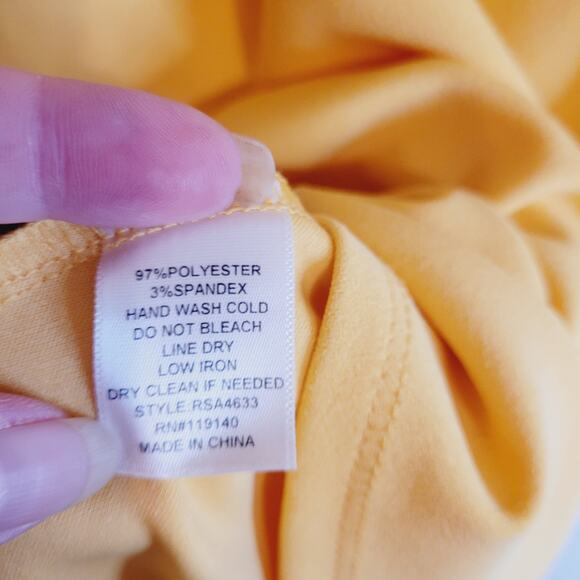 97%POLYESTER
3%SPANDEX
HAND WASH COLD
DO NOT BLEACH
LINE DRY
LOW IRON
DRY CLEAN IF NEEDED
STYLE:RSA4633
RN#119140
MADE IN CHINA